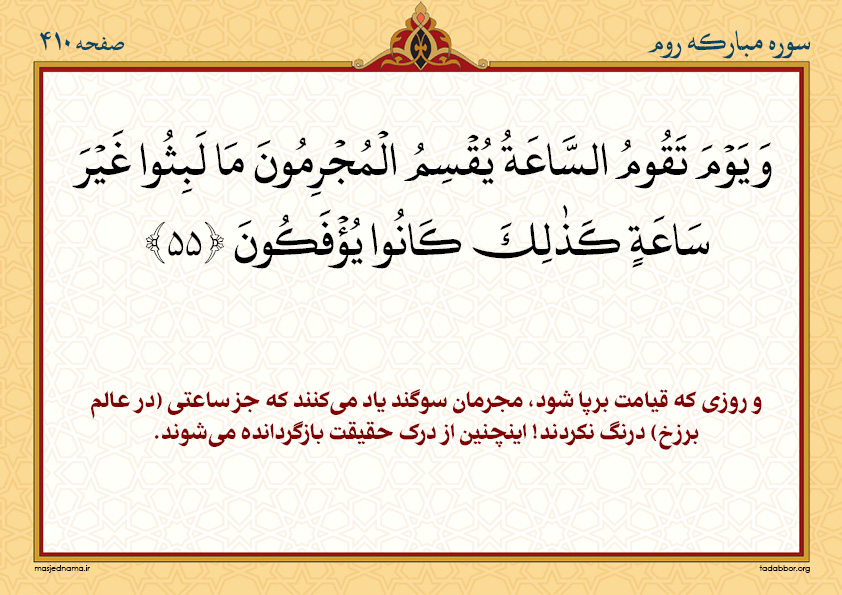 سوره مبارکه روم
صفحه ۴۱۰
وَ یَوْمَ تَقُومُ السَّاعَةُ یُقْسِمُ الْمُجْرِمُونَ مَا لَبِثُوا غَیْرَ
سَاعَةٍ کَذٰلِكَ کَانُوا یُؤْفَکُونَ ﴿۵۵﴾
و روزی که قیامت برپا شود، مجرمان سوگند یاد می‌کنند که جز ساعتی (در عالم
برزخ) درنگ نکردند! اینچنین از درک حقیقت بازگردانده می‌شوند.
masjednama.ir
tadabbor.org